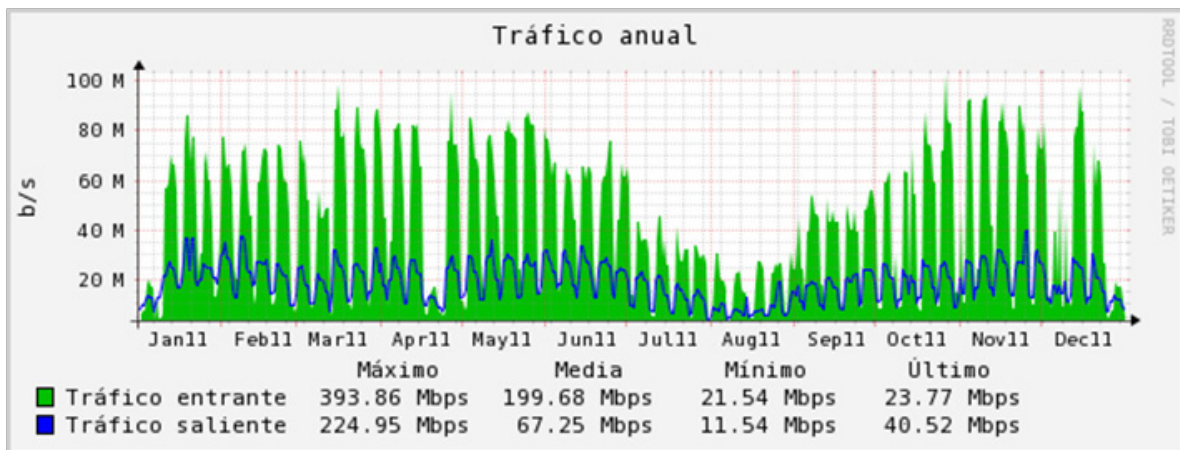 Tráfico anual
RRDTOOL / TOBI OETIKER
b/s
100 M
80 M
60 M
40 M
20 M
Jan11 Feb11 Mar11 Apr11 May11 Jun11 Jul11 Aug11 Sep11 Oct11 Nov11 Dec11
Máximo Media Mínimo Último
Tráfico entrante 393.86 Mbps 199.68 Mbps 21.54 Mbps 23.77 Mbps
Tráfico saliente 224.95 Mbps 67.25 Mbps 11.54 Mbps 40.52 Mbps